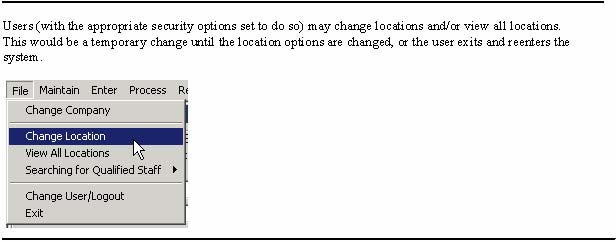 Users (with the appropriate security options set to do so) may change locations and/or view all locations.
This would be a temporary change until the location options are changed, or the user exits and reenters the
system.
File Maintain Enter Process Re
Change Company
Change Location
View All Locations
Searching for Qualified Staff
Change User/Logout
Exit